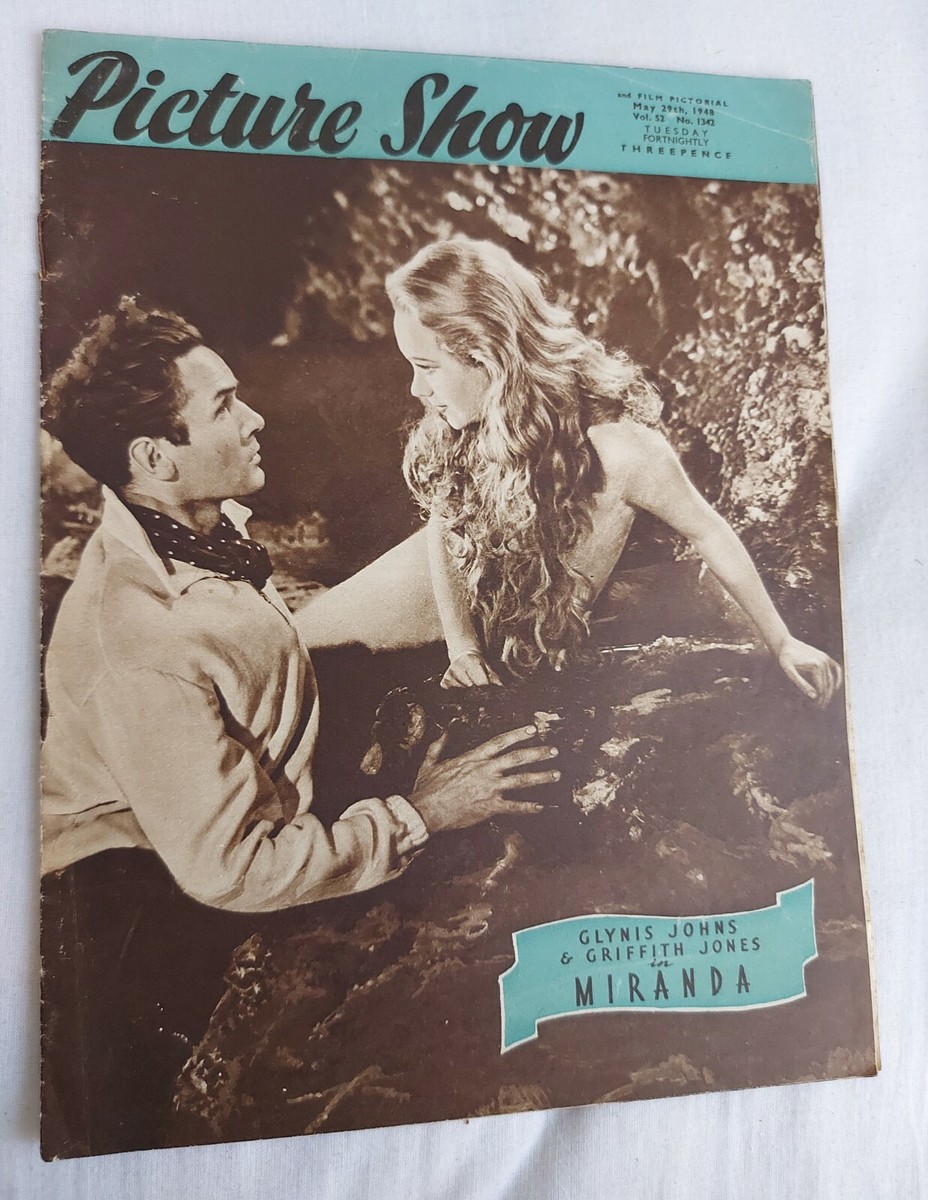 Picture Show
and FILM PICTORIAL
May 29th, 1948
Vol. 52 No. 1342
TUESDAY
FORTNIGHTLY
THREEPENCE
GLYNIS JOHNS
& GRIFFITH JONES
in
MIRANDA